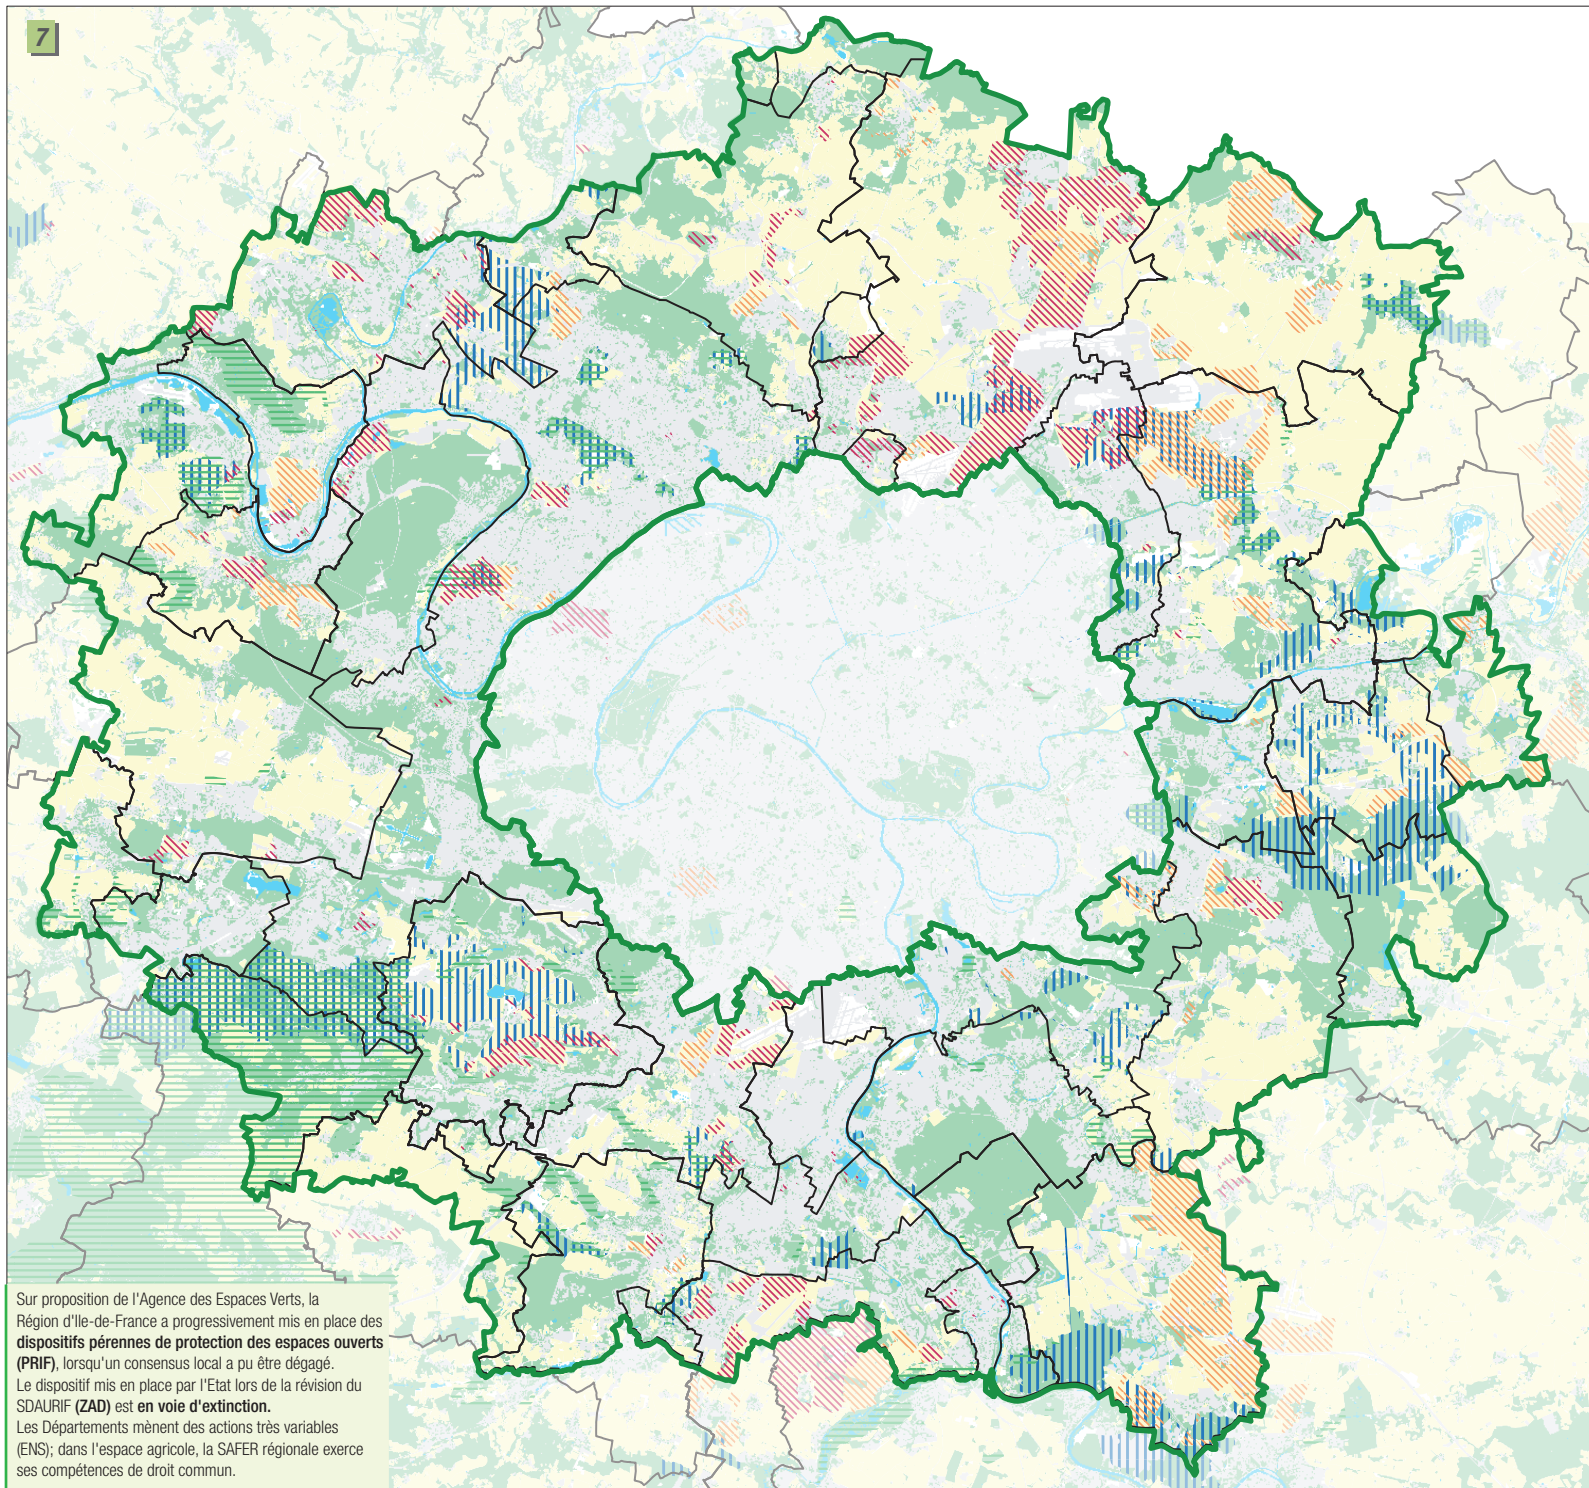 7
Sur proposition de l'Agence des Espaces Verts, la
Région d'Ile-de-France a progressivement mis en place des
dispositifs pérennes de protection des espaces ouverts
(PRIF), lorsqu'un consensus local a pu être dégagé.
Le dispositif mis en place par l'Etat lors de la révision du
SDAURIF (ZAD) est en voie d'extinction.
Les Départements mènent des actions très variables
(ENS); dans l'espace agricole, la SAFER régionale exerce
ses compétences de droit commun.